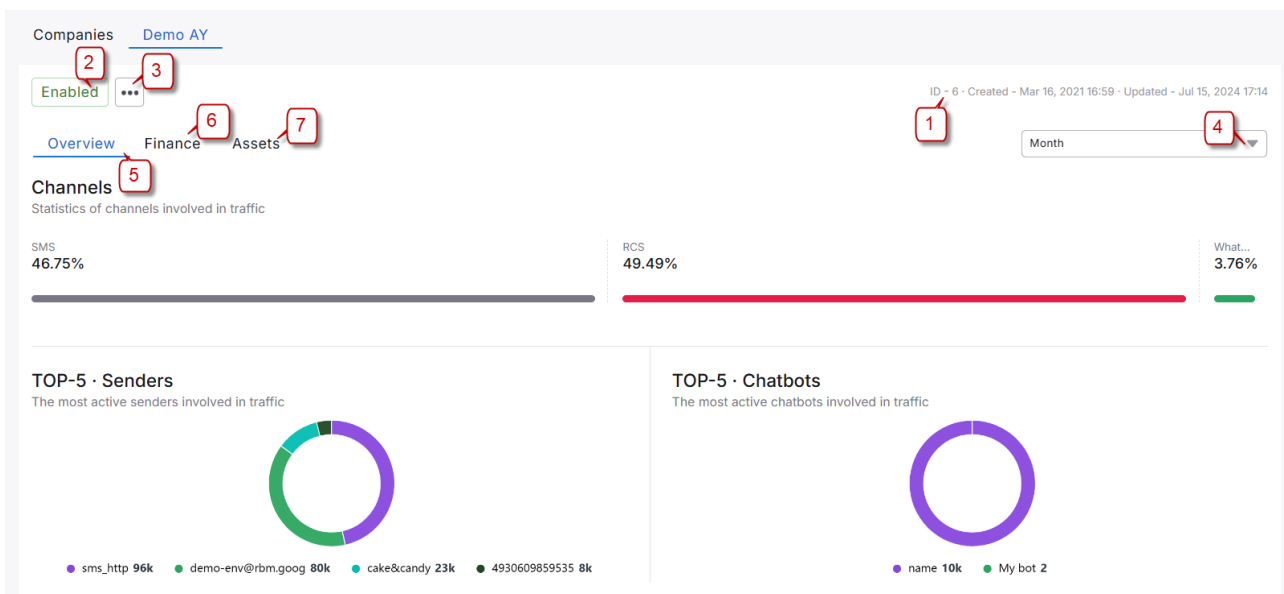 Companies Demo AY
2 3
Enabled •••
ID - 6 · Created - Mar 16, 2021 16:59 · Updated - Jul 15, 2024 17:14
6 7 1 4
Overview Finance Assets Month
5
Channels
Statistics of channels involved in traffic
SMS RCS What...
46.75% 49.49% 3.76%
TOP-5 · Senders TOP-5 · Chatbots
The most active senders involved in traffic The most active chatbots involved in traffic
sms_http 96k demo-env@rbm.goog 80k cake&candy 23k 4930609859535 8k name 10k My bot 2